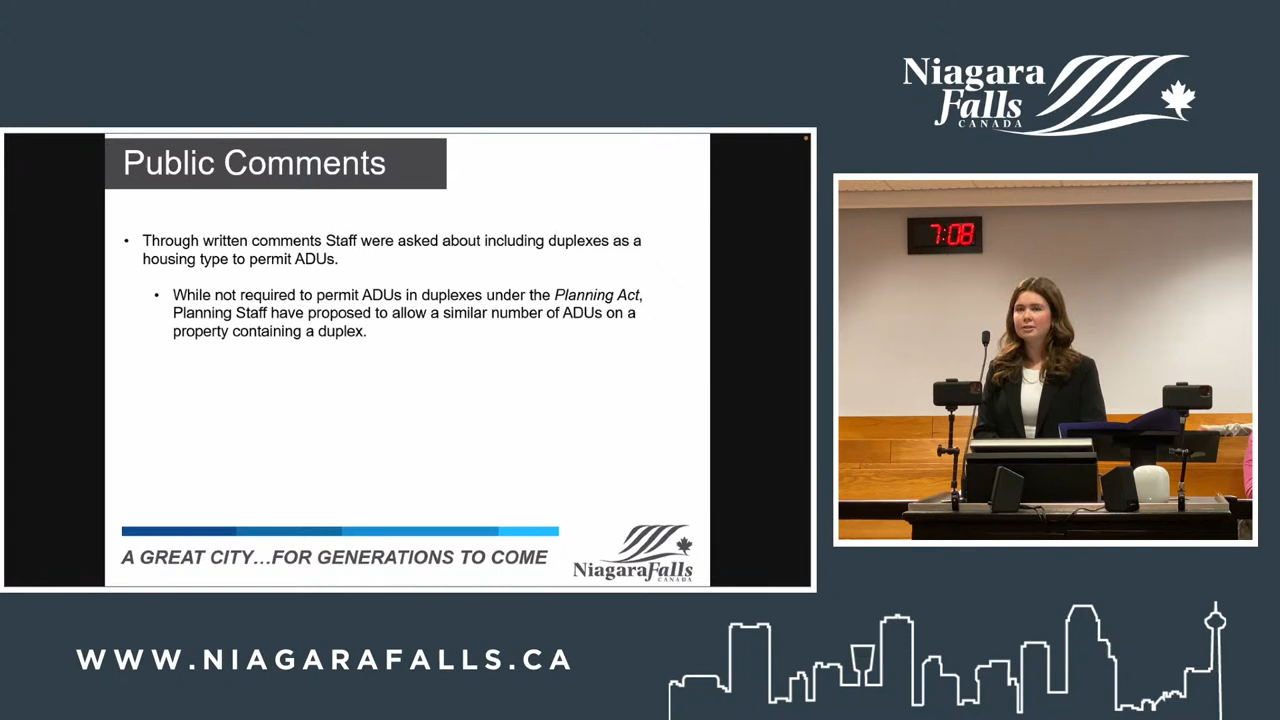 Niagara
Falls
CANADA
Public Comments
• Through written comments Staff were asked about including duplexes as a
housing type to permit ADUs.
• While not required to permit ADUs in duplexes under the Planning Act,
Planning Staff have proposed to allow a similar number of ADUs on a
property containing a duplex.
A GREAT CITY...FOR GENERATIONS TO COME
NiagaraFalls
CANADA
7:08
WWW.NIAGARAFALLS.CA